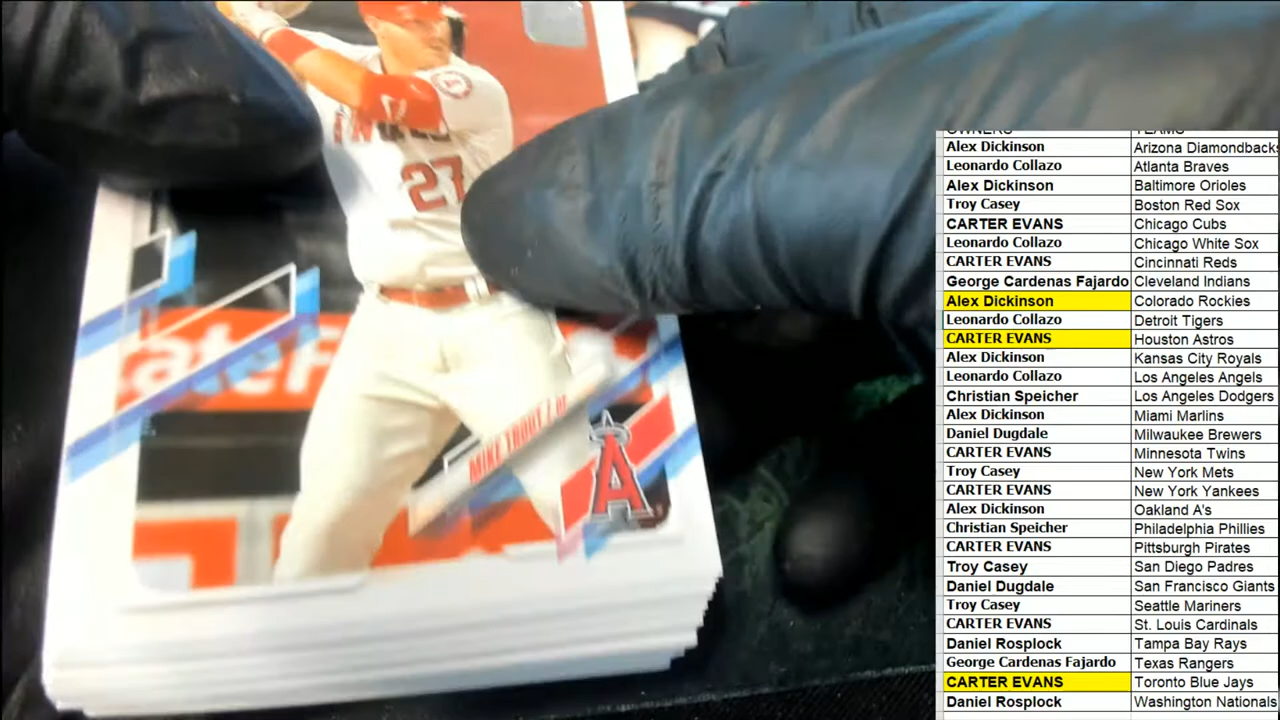 27
MIKE TROUT
A
OWNERS TEAMS
Alex Dickinson Arizona Diamondbacks
Leonardo Collazo Atlanta Braves
Alex Dickinson Baltimore Orioles
Troy Casey Boston Red Sox
CARTER EVANS Chicago Cubs
Leonardo Collazo Chicago White Sox
CARTER EVANS Cincinnati Reds
George Cardenas Fajardo Cleveland Indians
Alex Dickinson Colorado Rockies
Leonardo Collazo Detroit Tigers
CARTER EVANS Houston Astros
Alex Dickinson Kansas City Royals
Leonardo Collazo Los Angeles Angels
Christian Speicher Los Angeles Dodgers
Alex Dickinson Miami Marlins
Daniel Dugdale Milwaukee Brewers
CARTER EVANS Minnesota Twins
Troy Casey New York Mets
CARTER EVANS New York Yankees
Alex Dickinson Oakland A's
Christian Speicher Philadelphia Phillies
CARTER EVANS Pittsburgh Pirates
Troy Casey San Diego Padres
Daniel Dugdale San Francisco Giants
Troy Casey Seattle Mariners
CARTER EVANS St. Louis Cardinals
Daniel Rosplock Tampa Bay Rays
George Cardenas Fajardo Texas Rangers
CARTER EVANS Toronto Blue Jays
Daniel Rosplock Washington Nationals